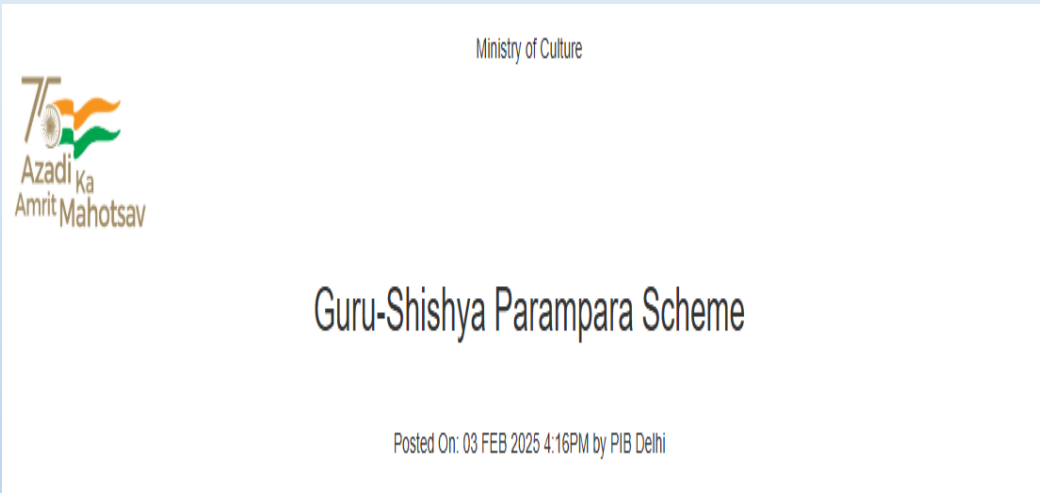 Ministry of Culture
75
Azadi Ka
Amrit Mahotsav
Guru-Shishya Parampara Scheme
Posted On: 03 FEB 2025 4:16PM by PIB Delhi